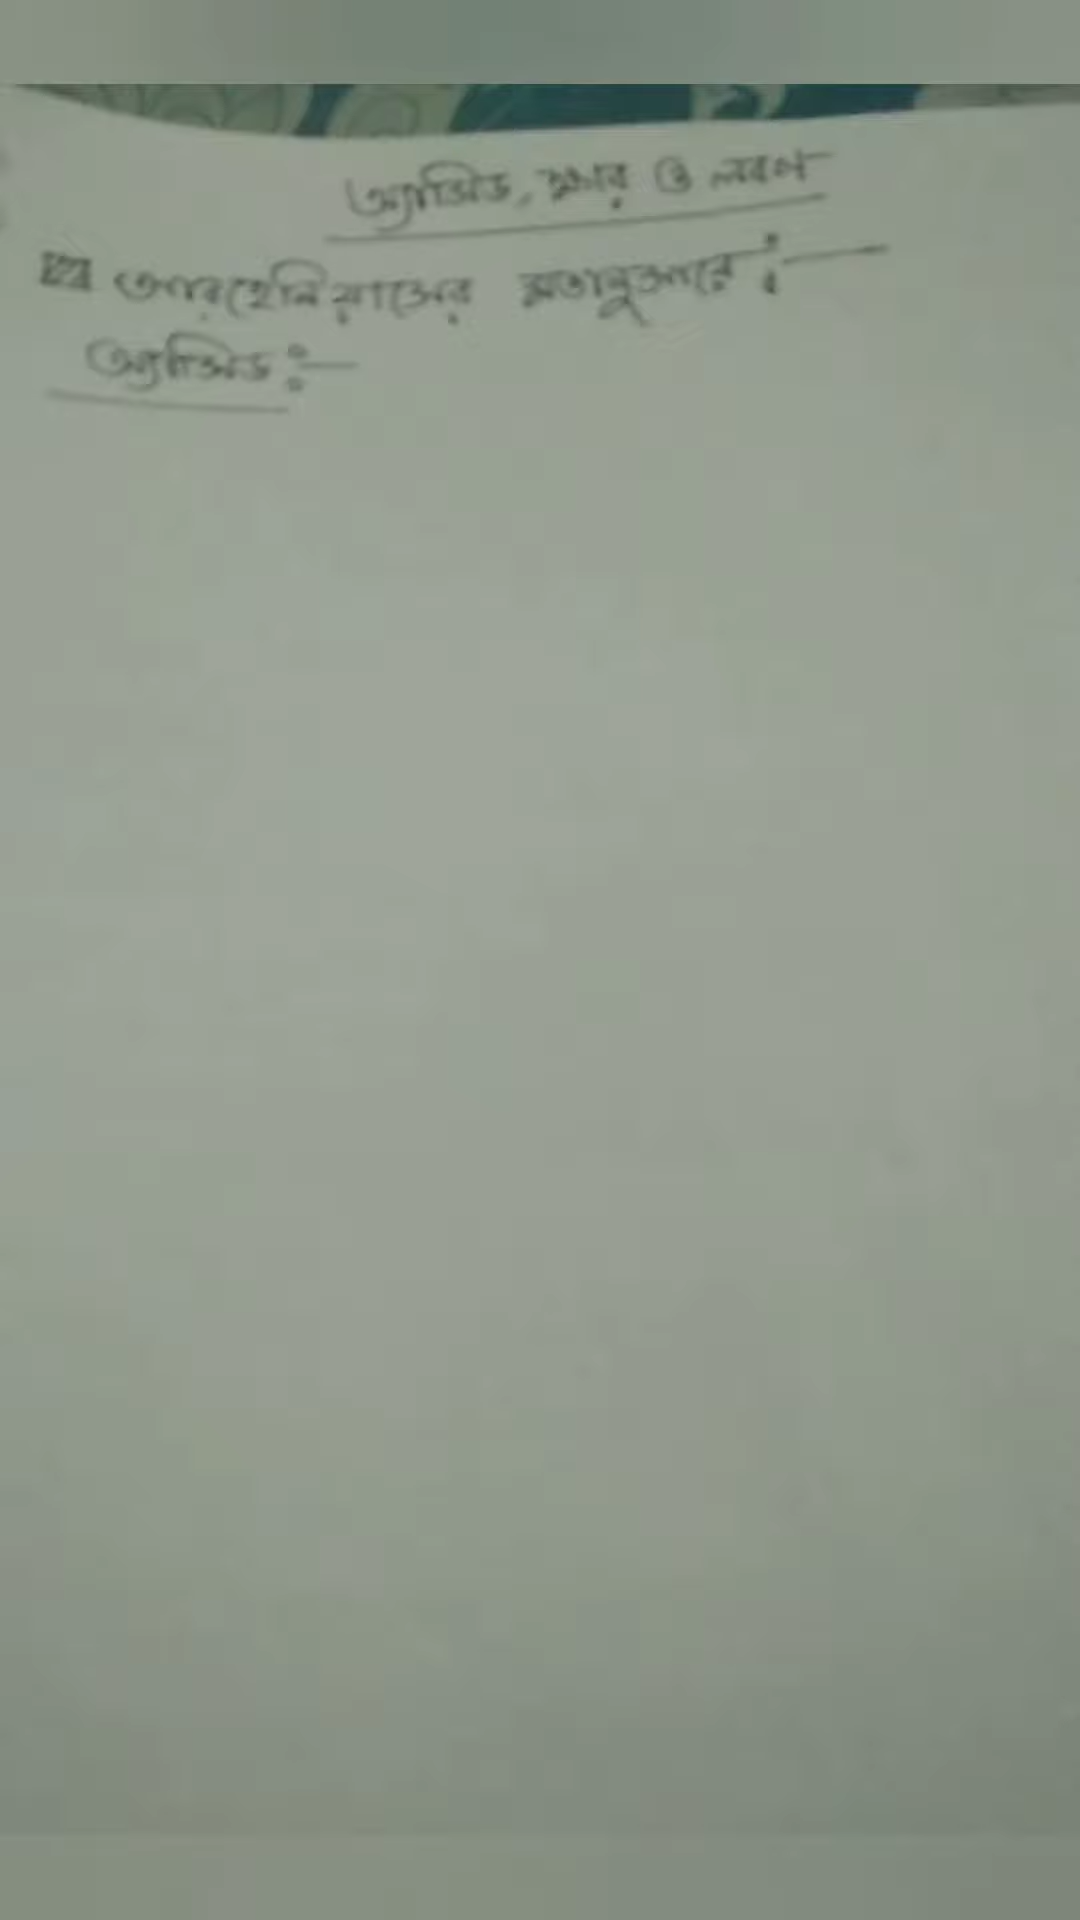 অ্যাসিড, ক্ষার ও লবণ
আরহেনিয়াসের মতানুসারে :—
অ্যাসিড :—